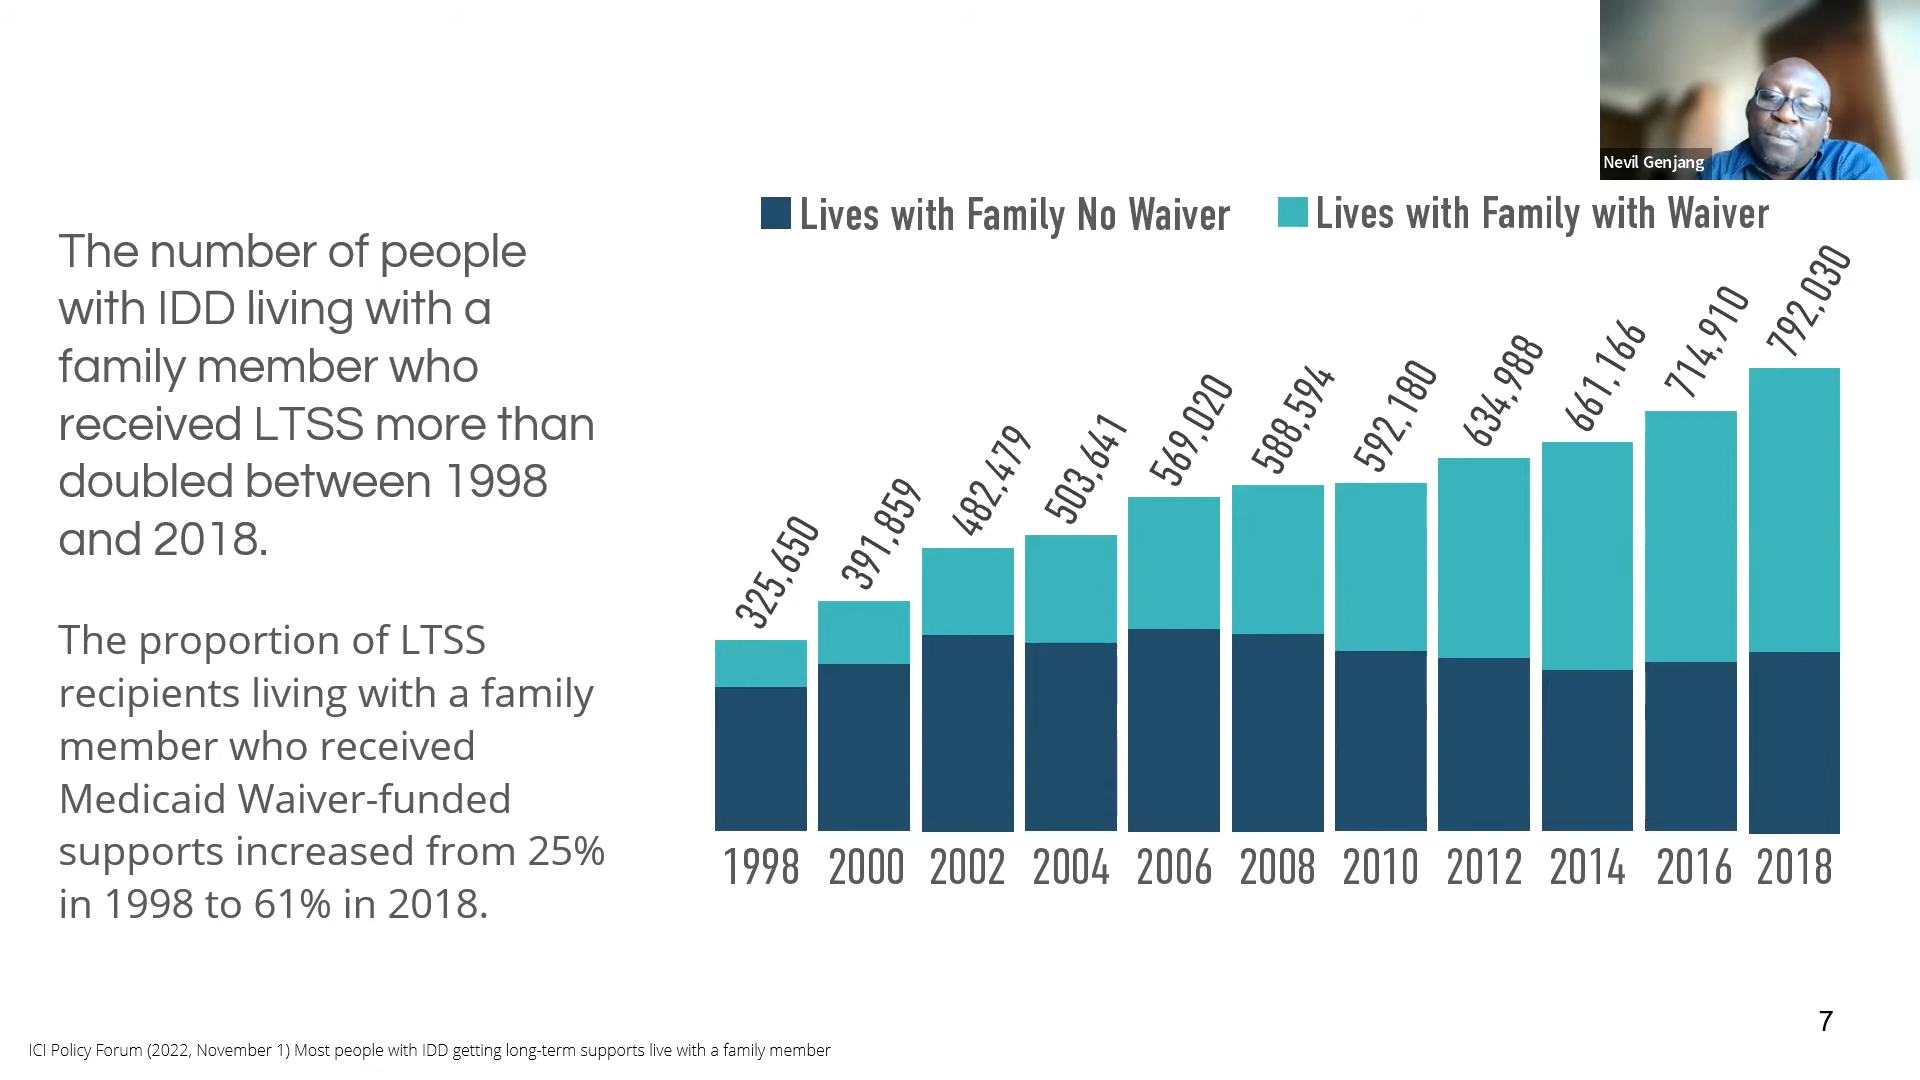 Nevil Genjang
Lives with Family No Waiver
Lives with Family with Waiver
The number of people
with IDD living with a
family member who
received LTSS more than
doubled between 1998
and 2018.
The proportion of LTSS
recipients living with a family
member who received
Medicaid Waiver-funded
supports increased from 25%
in 1998 to 61% in 2018.
325,650
391,859
482,479
503,641
569,020
588,594
592,180
634,988
661,166
714,910
792,030
1998 2000 2002 2004 2006 2008 2010 2012 2014 2016 2018
7
ICI Policy Forum (2022, November 1) Most people with IDD getting long-term supports live with a family member